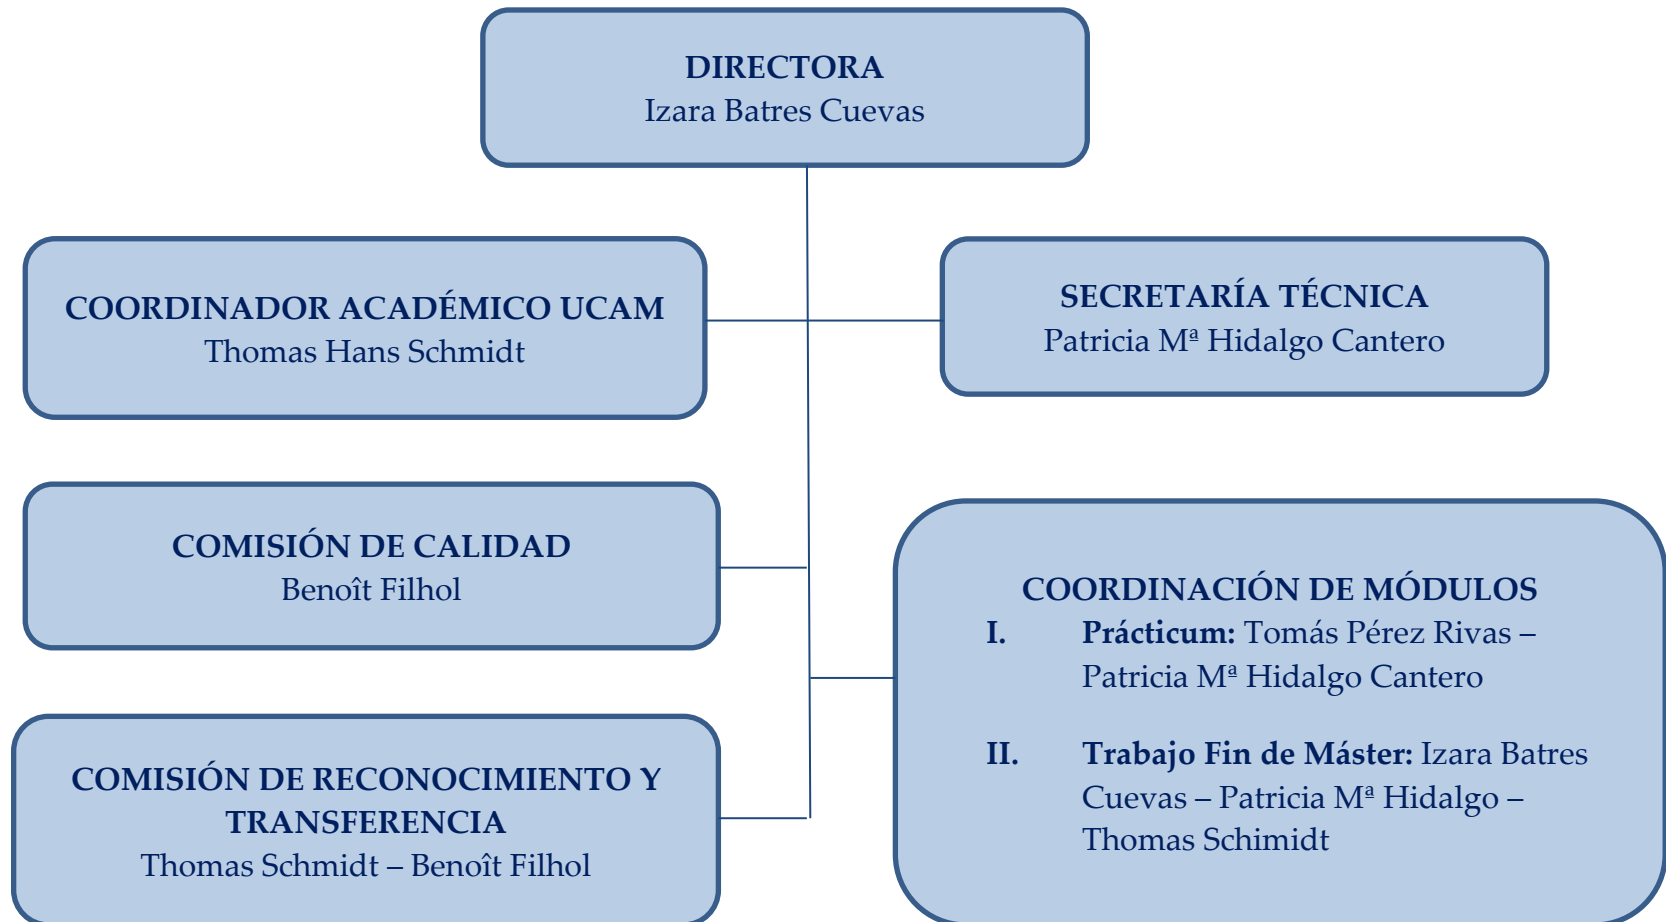 DIRECTORA
Izara Batres Cuevas
COORDINADOR ACADÉMICO UCAM
Thomas Hans Schmidt
SECRETARÍA TÉCNICA
Patricia Mª Hidalgo Cantero
COMISIÓN DE CALIDAD
Benoît Filhol
COORDINACIÓN DE MÓDULOS
I. Prácticum: Tomás Pérez Rivas –
Patricia Mª Hidalgo Cantero
II. Trabajo Fin de Máster: Izara Batres
Cuevas – Patricia Mª Hidalgo –
Thomas Schimidt
COMISIÓN DE RECONOCIMIENTO Y
TRANSFERENCIA
Thomas Schmidt – Benoît Filhol